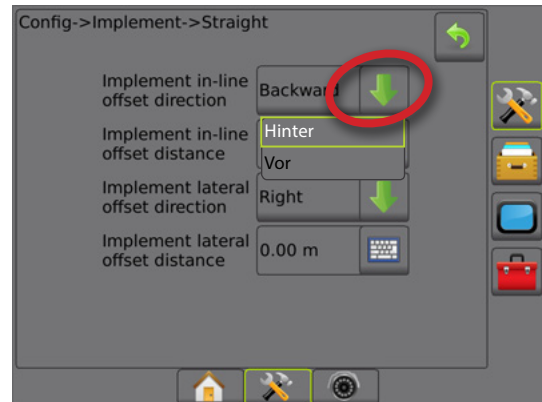 Config->Implement->Straight
Implement in-line
offset direction
Backward
Implement in-line
offset distance
Hinter
Vor
Implement lateral
offset direction
Right
Implement lateral
offset distance
0.00 m